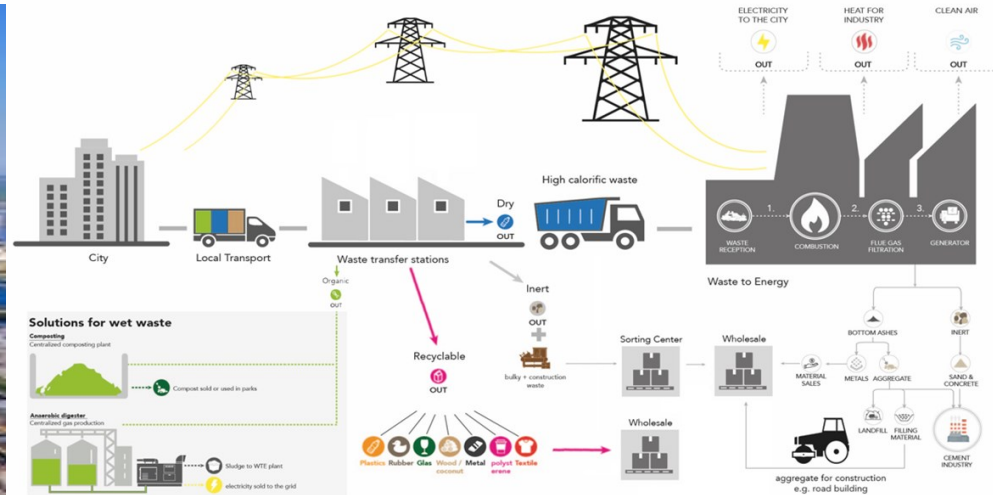 ELECTRICITY
TO THE CITY
OUT
HEAT FOR
INDUSTRY
OUT
CLEAN AIR
OUT
City
Local Transport
Waste transfer stations
Dry
OUT
High calorific waste
WASTE
RECEPTION
1.
COMBUSTION
2.
FLUE GAS
FILTRATION
3.
GENERATOR
Waste to Energy
Organic
OUT
Recyclable
OUT
Inert
OUT
bulky + construction
waste
Sorting Center
Wholesale
MATERIAL
SALES
BOTTOM ASHES
METALS
AGGREGATE
INERT
SAND &
CONCRETE
LANDFILL
FILLING
MATERIAL
CEMENT
INDUSTRY
aggregate for construction
e.g. road building
Plastics
Rubber
Glas
Wood /
coconut
Metal
polyst
erene
Textile
Wholesale
Solutions for wet waste
Composting
Centralized composting plant
Compost sold or used in parks
Anaerobic digester
Centralized gas production
Sludge to WTE plant
electricity sold to the grid